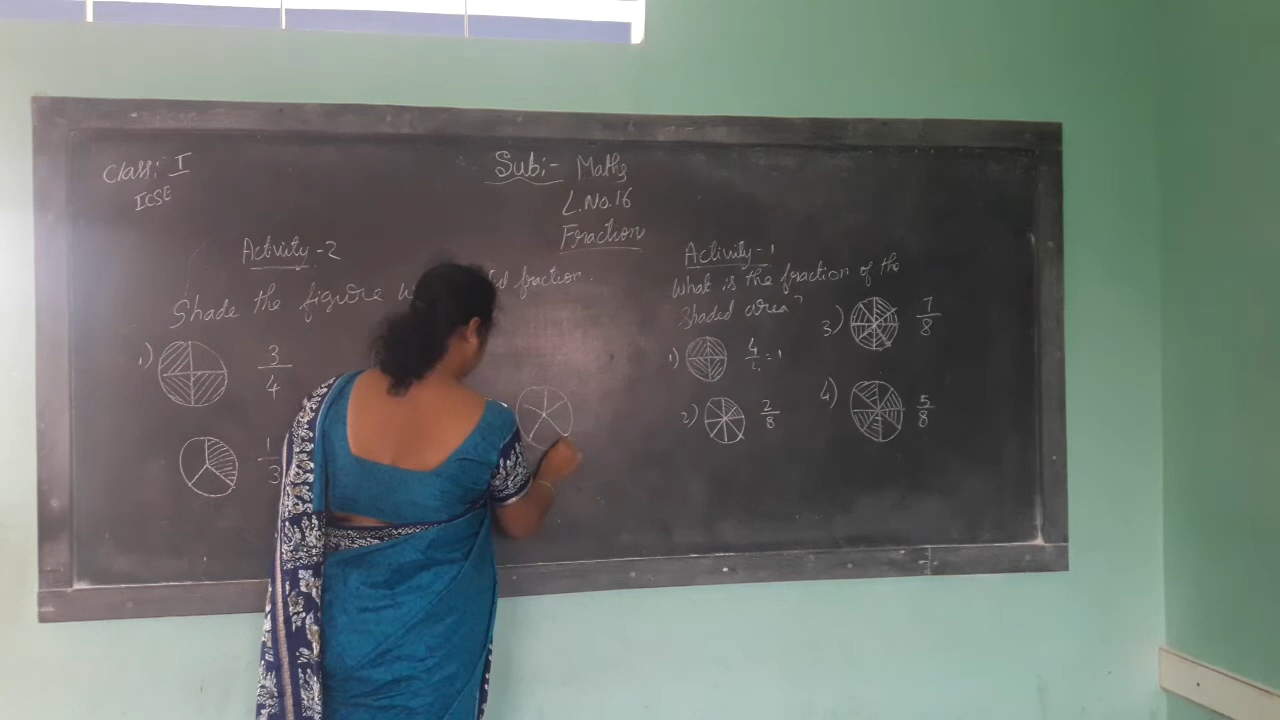 Class: I
ICSE
Sub:- Maths
L.No.16
Fraction
Activity-2
Shade the figure fraction.
1) 3/4
1/3
Activity-1
What is the fraction of the
shaded area?
1) 4/4=1
2) 2/8
3) 7/8
4) 5/8